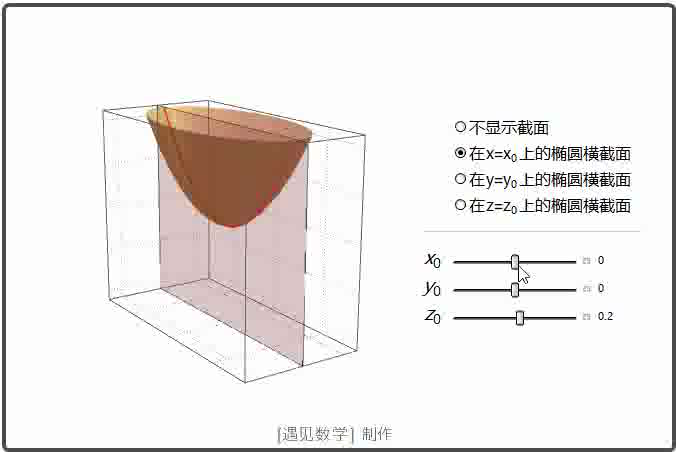 不显示截面
在x=x₀上的椭圆横截面
在y=y₀上的椭圆横截面
在z=z₀上的椭圆横截面
x₀ 0
y₀ 0
z₀ 0.2
[遇见数学] 制作